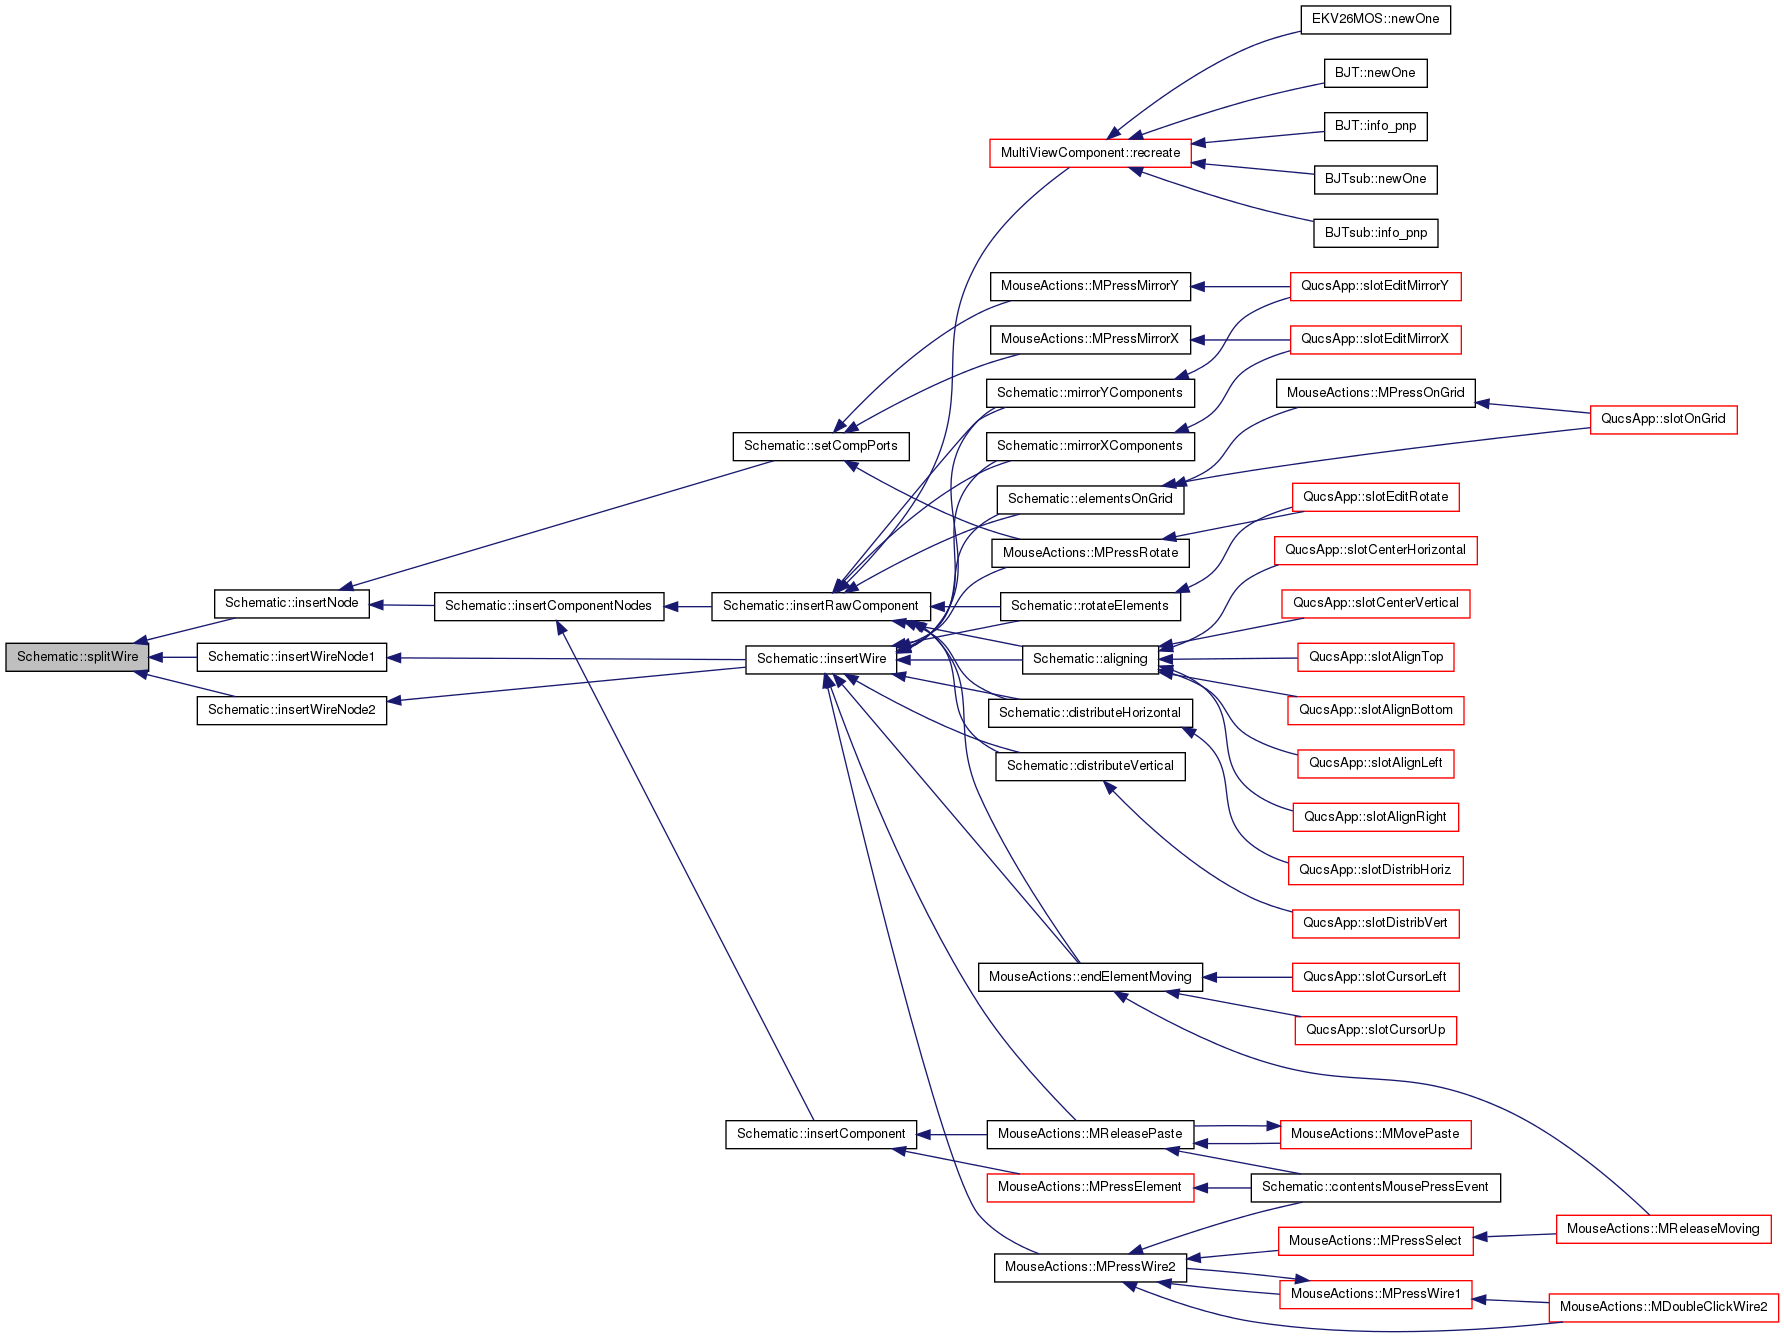 EKV26MOS::newOne
BJT::newOne
BJT::info_pnp
MultiViewComponent::recreate
BJTsub::newOne
BJTsub::info_pnp
MouseActions::MPressMirrorY
QucsApp::slotEditMirrorY
MouseActions::MPressMirrorX
QucsApp::slotEditMirrorX
Schematic::mirrorYComponents
MouseActions::MPressOnGrid
QucsApp::slotOnGrid
Schematic::setCompPorts
Schematic::mirrorXComponents
Schematic::elementsOnGrid
QucsApp::slotEditRotate
MouseActions::MPressRotate
QucsApp::slotCenterHorizontal
Schematic::insertNode
Schematic::insertComponentNodes
Schematic::insertRawComponent
Schematic::rotateElements
QucsApp::slotCenterVertical
Schematic::splitWire
Schematic::insertWireNode1
Schematic::insertWire
Schematic::aligning
QucsApp::slotAlignTop
Schematic::insertWireNode2
Schematic::distributeHorizontal
QucsApp::slotAlignBottom
Schematic::distributeVertical
QucsApp::slotAlignLeft
QucsApp::slotAlignRight
QucsApp::slotDistribHoriz
QucsApp::slotDistribVert
MouseActions::endElementMoving
QucsApp::slotCursorLeft
QucsApp::slotCursorUp
Schematic::insertComponent
MouseActions::MReleasePaste
MouseActions::MMovePaste
MouseActions::MPressElement
Schematic::contentsMousePressEvent
MouseActions::MReleaseMoving
MouseActions::MPressSelect
MouseActions::MPressWire2
MouseActions::MPressWire1
MouseActions::MDoubleClickWire2